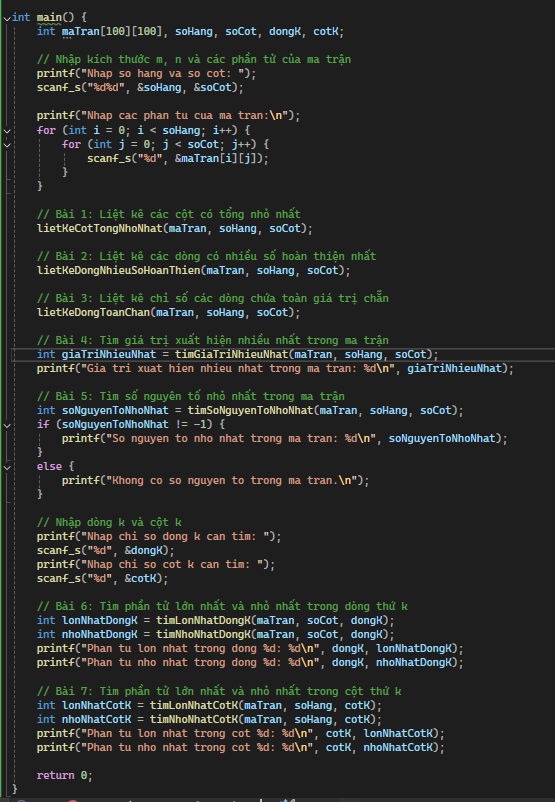 int main() {
    int maTran[100][100], soHang, soCot, dongK, cotK;

    // Nhập kích thước m, n và các phần tử của ma trận
    printf("Nhap so hang va so cot: ");
    scanf_s("%d%d", &soHang, &soCot);

    printf("Nhap cac phan tu cua ma tran:\n");
    for (int i = 0; i < soHang; i++) {
        for (int j = 0; j < soCot; j++) {
            scanf_s("%d", &maTran[i][j]);
        }
    }

    // Bài 1: Liệt kê các cột có tổng nhỏ nhất
    lietKeCotTongNhoNhat(maTran, soHang, soCot);

    // Bài 2: Liệt kê các dòng có nhiều số hoàn thiện nhất
    lietKeDongNhieuSoHoanThien(maTran, soHang, soCot);

    // Bài 3: Liệt kê chỉ số các dòng chứa toàn giá trị chẵn
    lietKeDongToanChan(maTran, soHang, soCot);

    // Bài 4: Tìm giá trị xuất hiện nhiều nhất trong ma trận
    int giaTriNhieuNhat = timGiaTriNhieuNhat(maTran, soHang, soCot);
    printf("Gia tri xuat hien nhieu nhat trong ma tran: %d\n", giaTriNhieuNhat);

    // Bài 5: Tìm số nguyên tố nhỏ nhất trong ma trận
    int soNguyenToNhoNhat = timSoNguyenToNhoNhat(maTran, soHang, soCot);
    if (soNguyenToNhoNhat != -1) {
        printf("So nguyen to nho nhat trong ma tran: %d\n", soNguyenToNhoNhat);
    }
    else {
        printf("Khong co so nguyen to trong ma tran.\n");
    }

    // Nhập dòng k và cột k
    printf("Nhap chi so dong k can tim: ");
    scanf_s("%d", &dongK);
    printf("Nhap chi so cot k can tim: ");
    scanf_s("%d", &cotK);

    // Bài 6: Tìm phần tử lớn nhất và nhỏ nhất trong dòng thứ k
    int lonNhatDongK = timLonNhatDongK(maTran, soCot, dongK);
    int nhoNhatDongK = timNhoNhatDongK(maTran, soCot, dongK);
    printf("Phan tu lon nhat trong dong %d: %d\n", dongK, lonNhatDongK);
    printf("Phan tu nho nhat trong dong %d: %d\n", dongK, nhoNhatDongK);

    // Bài 7: Tìm phần tử lớn nhất và nhỏ nhất trong cột thứ k
    int lonNhatCotK = timLonNhatCotK(maTran, soHang, cotK);
    int nhoNhatCotK = timNhoNhatCotK(maTran, soHang, cotK);
    printf("Phan tu lon nhat trong cot %d: %d\n", cotK, lonNhatCotK);
    printf("Phan tu nho nhat trong cot %d: %d\n", cotK, nhoNhatCotK);

    return 0;
}